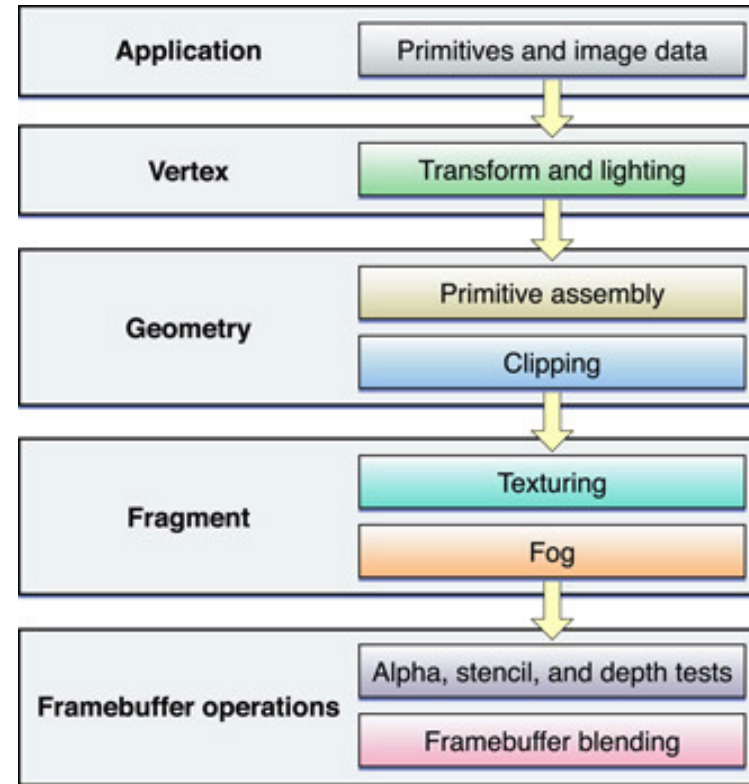 Application
Primitives and image data
Vertex
Transform and lighting
Geometry
Primitive assembly
Clipping
Fragment
Texturing
Fog
Framebuffer operations
Alpha, stencil, and depth tests
Framebuffer blending